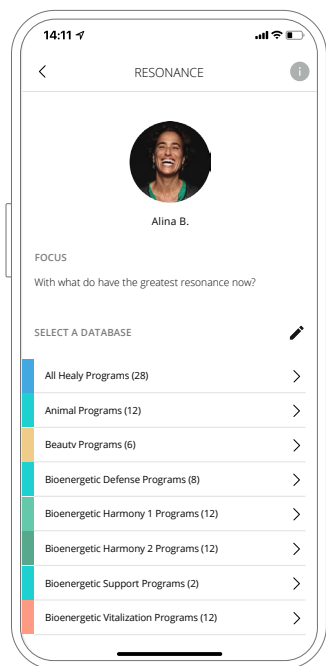 14:11
RESONANCE
i
Alina B.
FOCUS
With what do have the greatest resonance now?
SELECT A DATABASE
All Healy Programs (28)
Animal Programs (12)
Beauty Programs (6)
Bioenergetic Defense Programs (8)
Bioenergetic Harmony 1 Programs (12)
Bioenergetic Harmony 2 Programs (12)
Bioenergetic Support Programs (2)
Bioenergetic Vitalization Programs (12)